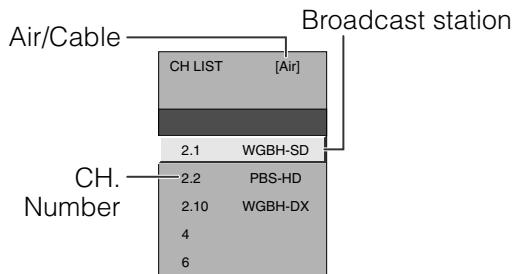 Broadcast station
Air/Cable
CH LIST [Air]
2.1 WGBH-SD
CH. Number
2.2 PBS-HD
2.10 WGBH-DX
4
6